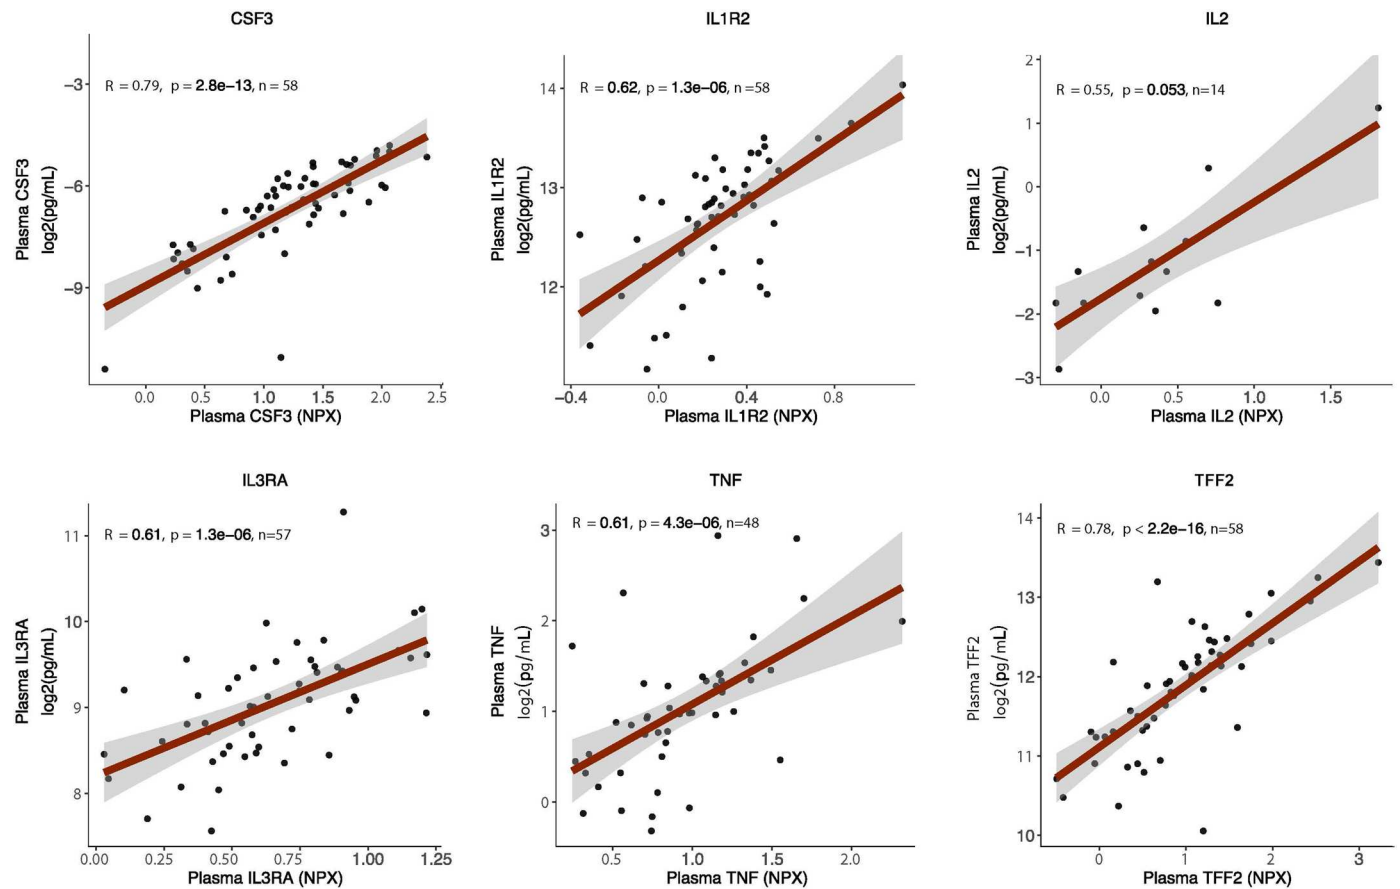 CSF3
R = 0.79, p = 2.8e−13, n = 58
Plasma CSF3
log2(pg/mL)
−3
−6
−9
0.0 0.5 1.0 1.5 2.0 2.5
Plasma CSF3 (NPX)
IL1R2
R = 0.62, p = 1.3e−06, n=58
Plasma IL1R2
log2(pg/mL)
14
13
12
−0.4 0.0 0.4 0.8
Plasma IL1R2 (NPX)
IL2
R = 0.55, p = 0.053, n=14
Plasma IL2
log2(pg/mL)
2
1
0
−1
−2
−3
0.0 0.5 1.0 1.5
Plasma IL2 (NPX)
IL3RA
R = 0.61, p = 1.3e−06, n=57
Plasma IL3RA
log2(pg/mL)
11
10
9
8
0.00 0.25 0.50 0.75 1.00 1.25
Plasma IL3RA (NPX)
TNF
R = 0.61, p = 4.3e−06, n=48
Plasma TNF
log2(pg/mL)
3
2
1
0
0.5 1.0 1.5 2.0
Plasma TNF (NPX)
TFF2
R = 0.78, p < 2.2e−16, n=58
Plasma TFF2
log2(pg/mL)
14
13
12
11
10
0 1 2 3
Plasma TFF2 (NPX)